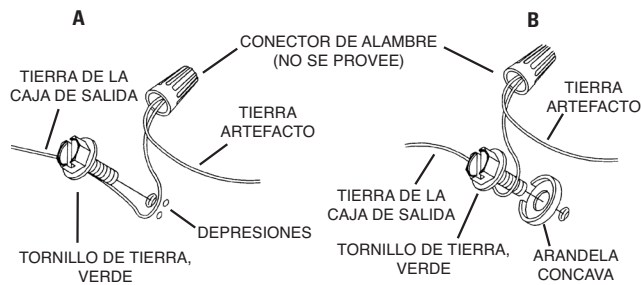 A
B
CONECTOR DE ALAMBRE
(NO SE PROVEE)
TIERRA DE LA
CAJA DE SALIDA
TIERRA
ARTEFACTO
DEPRESIONES
TORNILLO DE TIERRA,
VERDE
TIERRA
ARTEFACTO
TIERRA DE LA
CAJA DE SALIDA
TORNILLO DE TIERRA,
VERDE
ARANDELA
CONCAVA